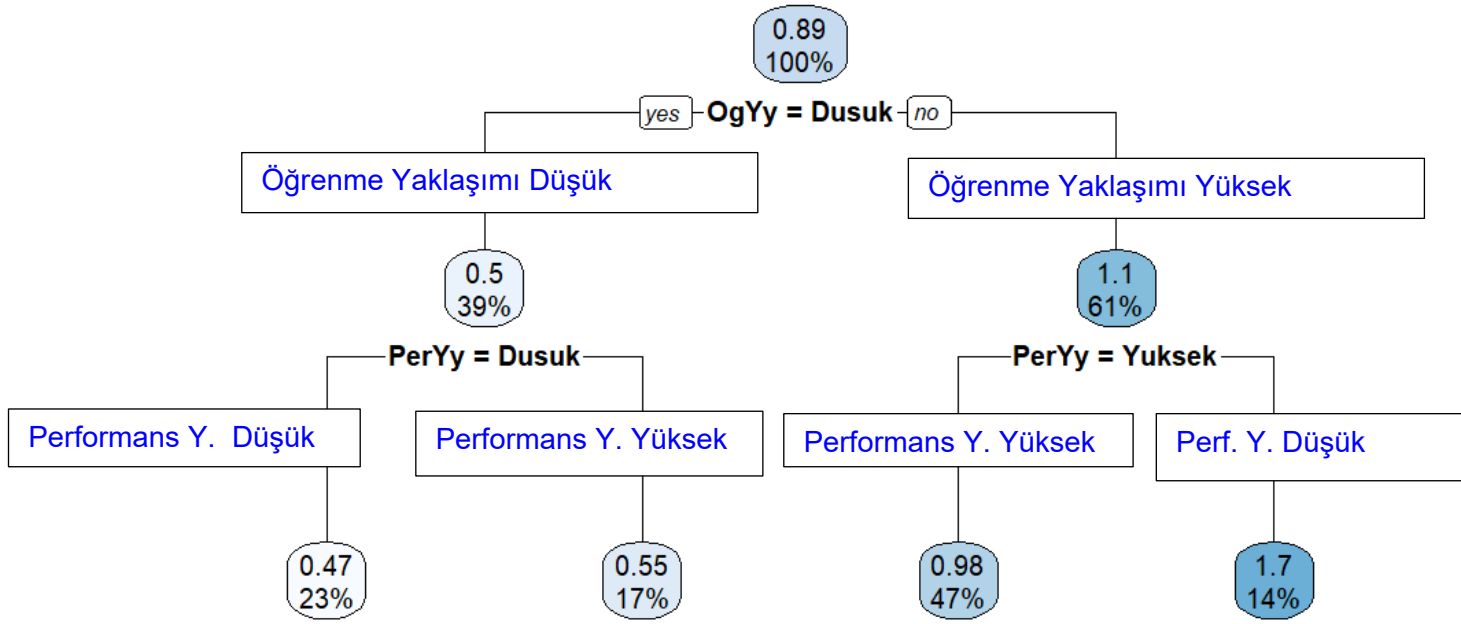 0.89
100%
yes OgYy = Dusuk no
Öğrenme Yaklaşımı Düşük
Öğrenme Yaklaşımı Yüksek
0.5
39%
1.1
61%
PerYy = Dusuk
PerYy = Yuksek
Performans Y. Düşük
Performans Y. Yüksek
Performans Y. Yüksek
Perf. Y. Düşük
0.47
23%
0.55
17%
0.98
47%
1.7
14%